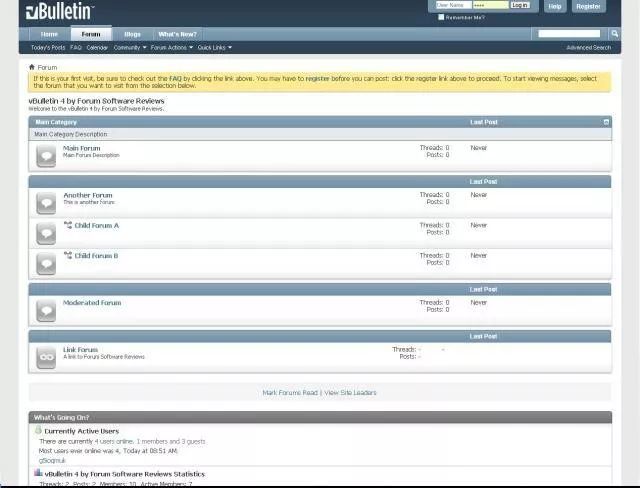 vBulletin™
User Name
••••
Log in
Help
Register
Remember Me?
Home
Forum
Blogs
What's New?
Today's Posts
FAQ
Calendar
Community
Forum Actions
Quick Links
Advanced Search
Forum
If this is your first visit, be sure to check out the FAQ by clicking the link above. You may have to register before you can post: click the register link above to proceed. To start viewing messages, select
the forum that you want to visit from the selection below.
vBulletin 4 by Forum Software Reviews
Welcome to the vBulletin 4 by Forum Software Reviews.
Main Category
Last Post
Main Category Description
Main Forum
Threads: 0
Never
Main Forum Description
Posts: 0
Last Post
Another Forum
Threads: 0
Never
This is another forum
Posts: 0
Child Forum A
Threads: 0
Never
Posts: 0
Child Forum B
Threads: 0
Never
Posts: 0
Last Post
Moderated Forum
Threads: 0
Never
Posts: 0
Last Post
Link Forum
Threads: -
-
A link to Forum Software Reviews
Posts: -
Mark Forums Read | View Site Leaders
What's Going On?
Currently Active Users
There are currently 4 users online. 1 members and 3 guests
Most users ever online was 4, Today at 08:51 AM.
vBulletin 4 by Forum Software Reviews Statistics
Threads: 2 Posts: 2 Members: 10 Active Members: 7